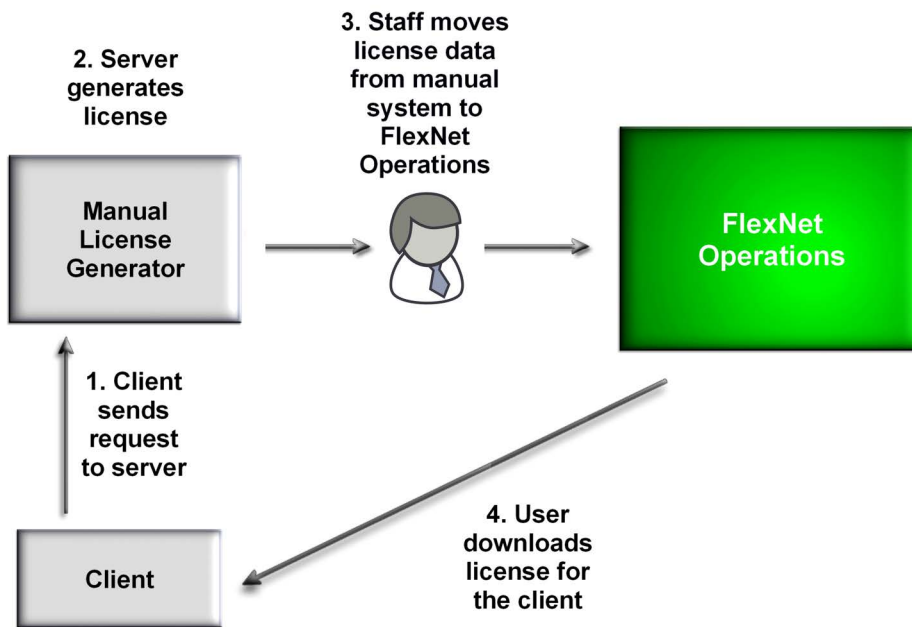 2. Server
generates
license
3. Staff moves
license data
from manual
system to
FlexNet
Operations
Manual
License
Generator
FlexNet
Operations
1. Client
sends
request
to server
4. User
downloads
license for
the client
Client